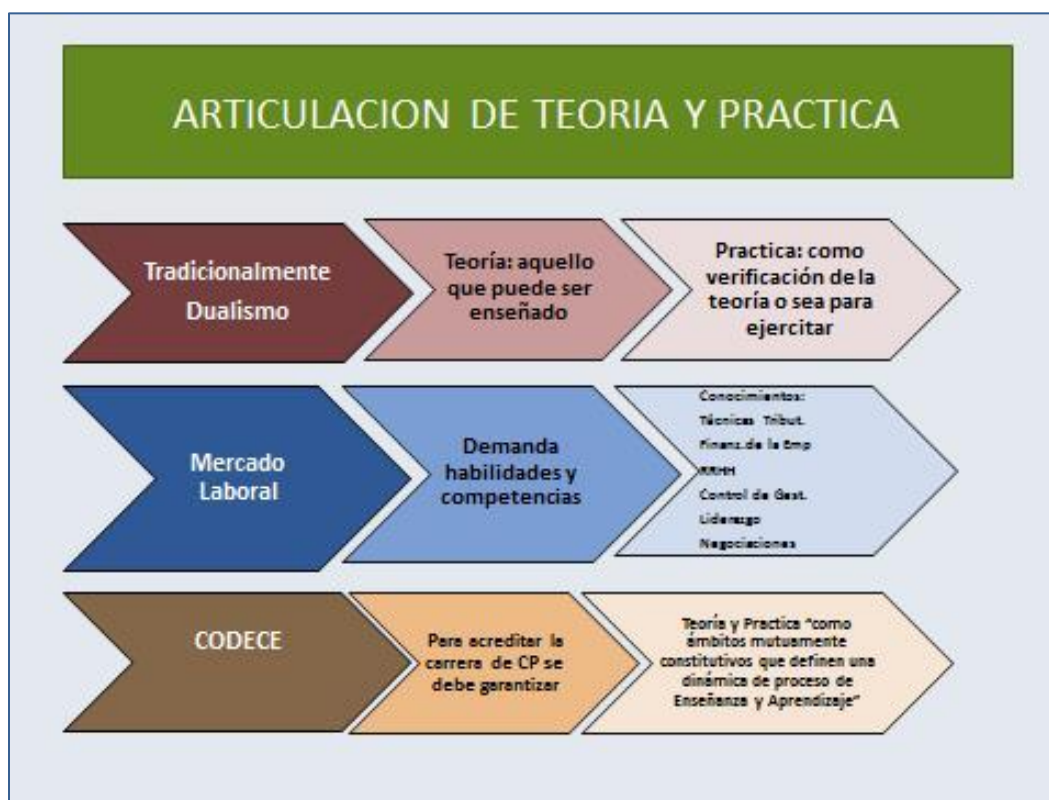 ARTICULACION DE TEORIA Y PRACTICA
Tradicionalmente
Dualismo
Teoría: aquello
que puede ser
enseñado
Practica: como
verificación de la
teoría o sea para
ejercitar
Mercado
Laboral
Demanda
habilidades y
competencias
Conocimientos:
Técnicas Tribut.
Finanz.de la Emp
RRHH
Control de Gest.
Liderazgo
Negociaciones
CODECE
Para acreditar la
carrera de CP se
debe garantizar
Teoría y Practica "como
ámbitos mutuamente
constitutivos que definen una
dinámica de proceso de
Enseñanza y Aprendizaje"